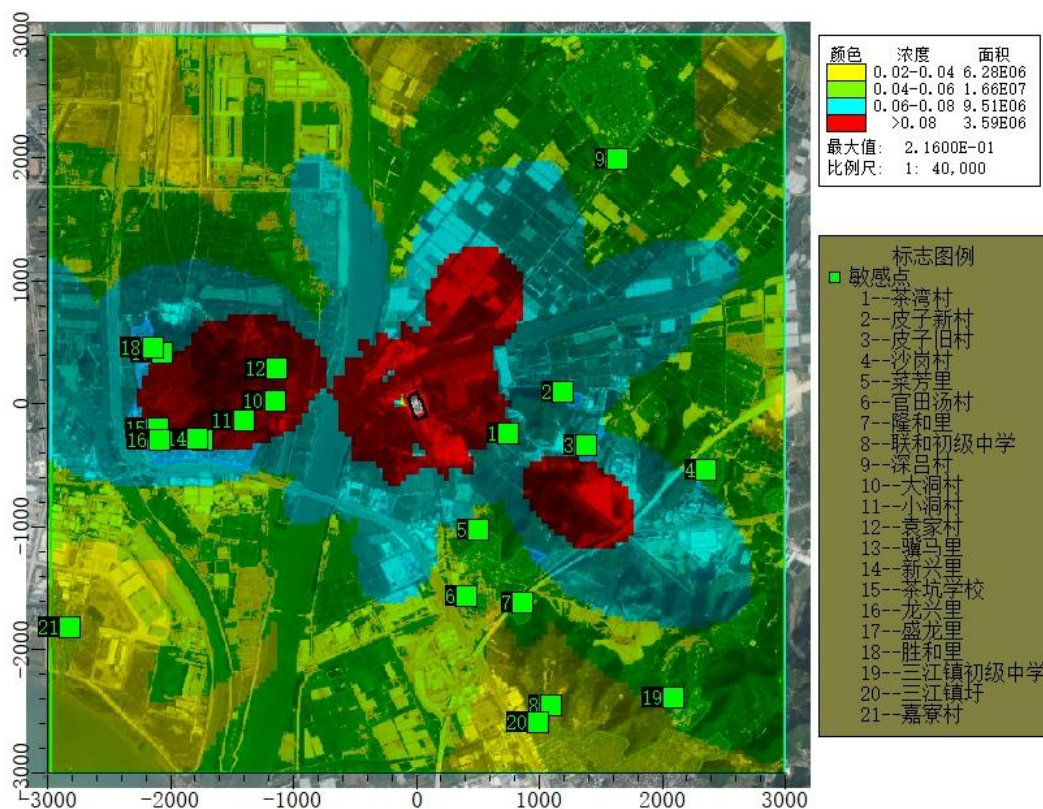 颜色 浓度 面积
0.02-0.04 6.28E06
0.04-0.06 1.66E07
0.06-0.08 9.51E06
>0.08 3.59E06
最大值: 2.1600E-01
比例尺: 1: 40,000
标志图例
敏感点
1--茶湾村
2--皮子新村
3--皮子旧村
4--沙岗村
5--菜芳里
6--官田汤村
7--隆和里
8--联和初级中学
9--深吕村
10--大洞村
11--小洞村
12--袁家村
13--骥马里
14--新兴里
15--茶坑学校
16--龙兴里
17--盛龙里
18--胜和里
19--三江镇初级中学
20--三江镇圩
21--嘉寮村
3000
2000
1000
0
-1000
-2000
-3000
-3000 -2000 -1000 0 1000 2000 3000
9
18
12
10
11
2
15
16
14
1
3
4
5
6
7
21
19
8
20